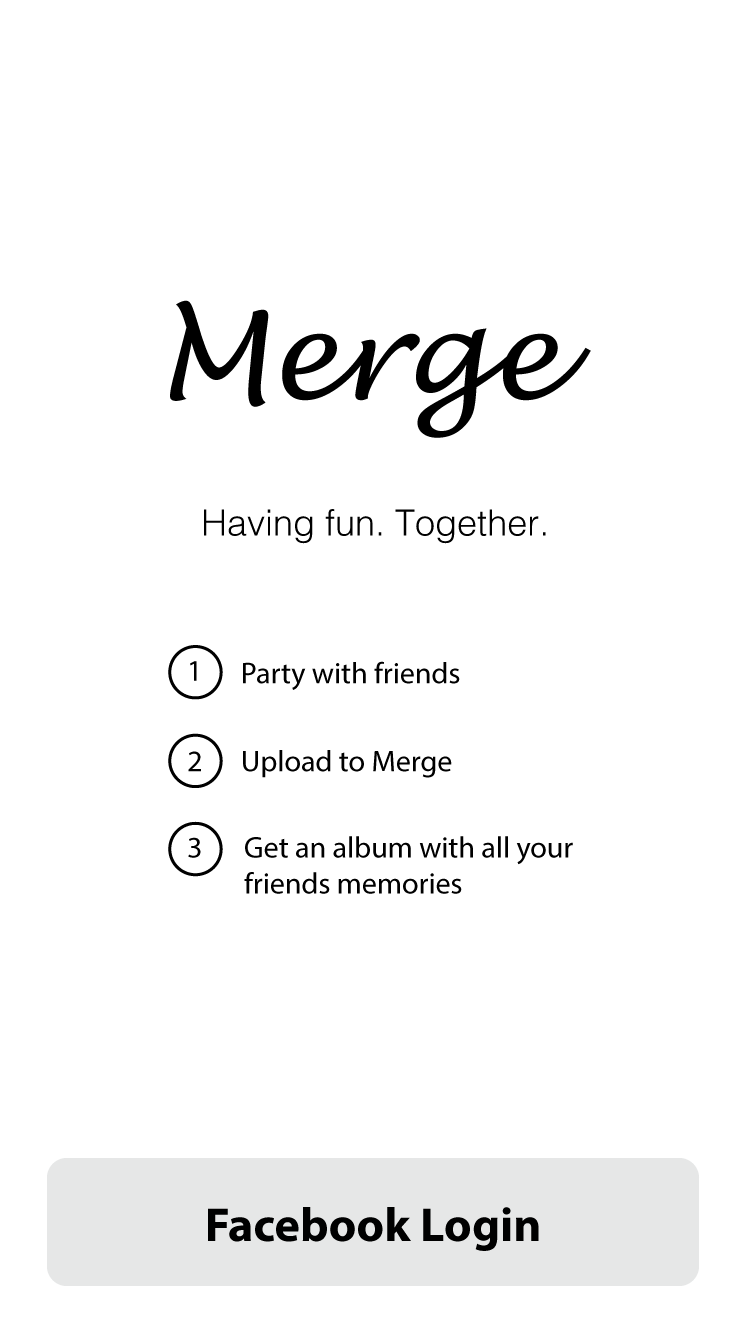 Merge
Having fun. Together.
1 Party with friends
2 Upload to Merge
3 Get an album with all your
friends memories
Facebook Login